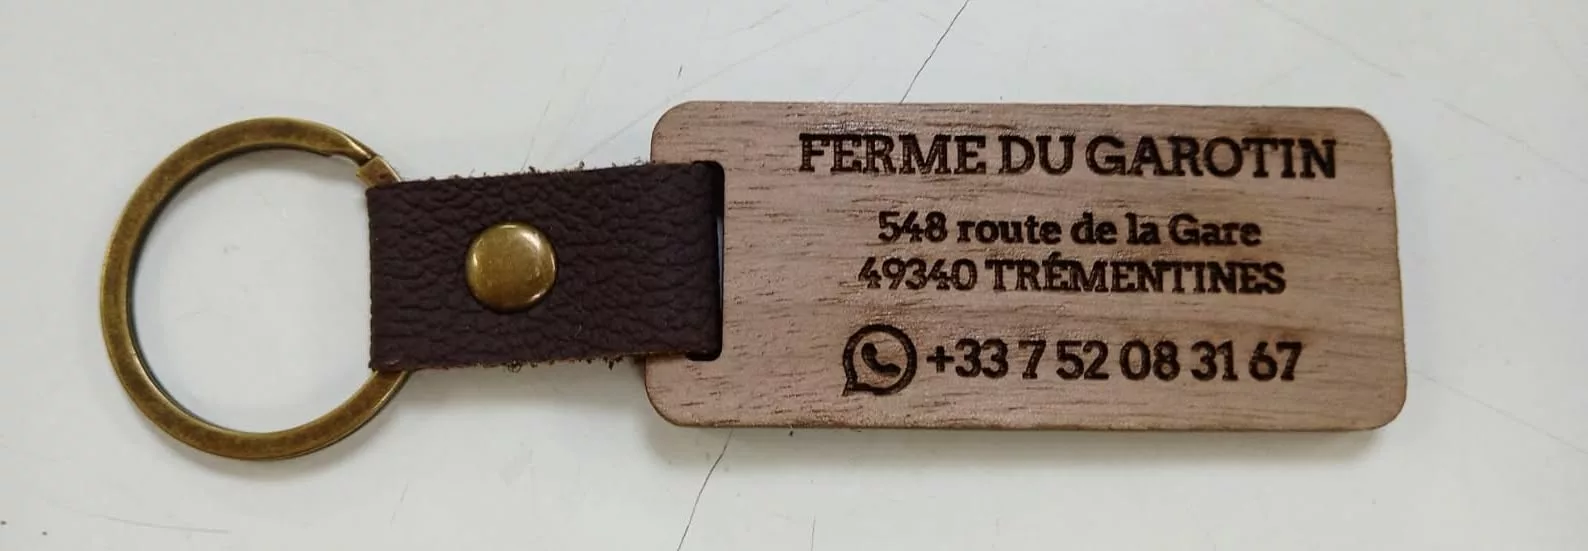 FERME DU GAROTIN
548 route de la Gare
49340 TRÉMENTINES
+33 7 52 08 31 67